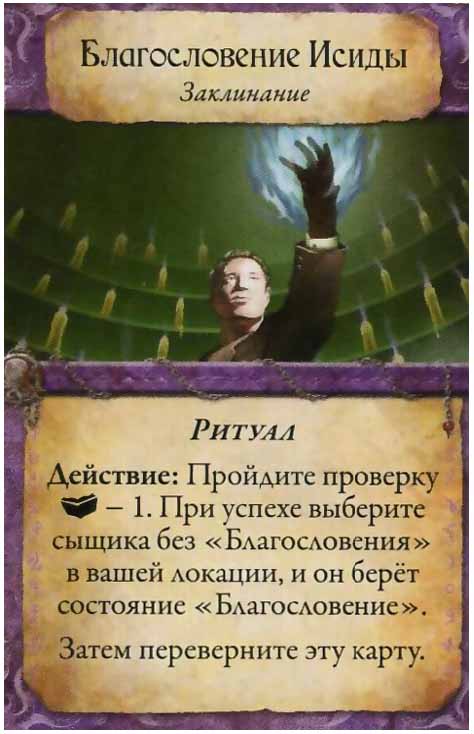 Благословение Исиды
Заклинание
Ритуал
Действие: Пройдите проверку
– 1. При успехе выберите
сыщика без «Благословения»
в вашей локации, и он берёт
состояние «Благословение».
Затем переверните эту карту.